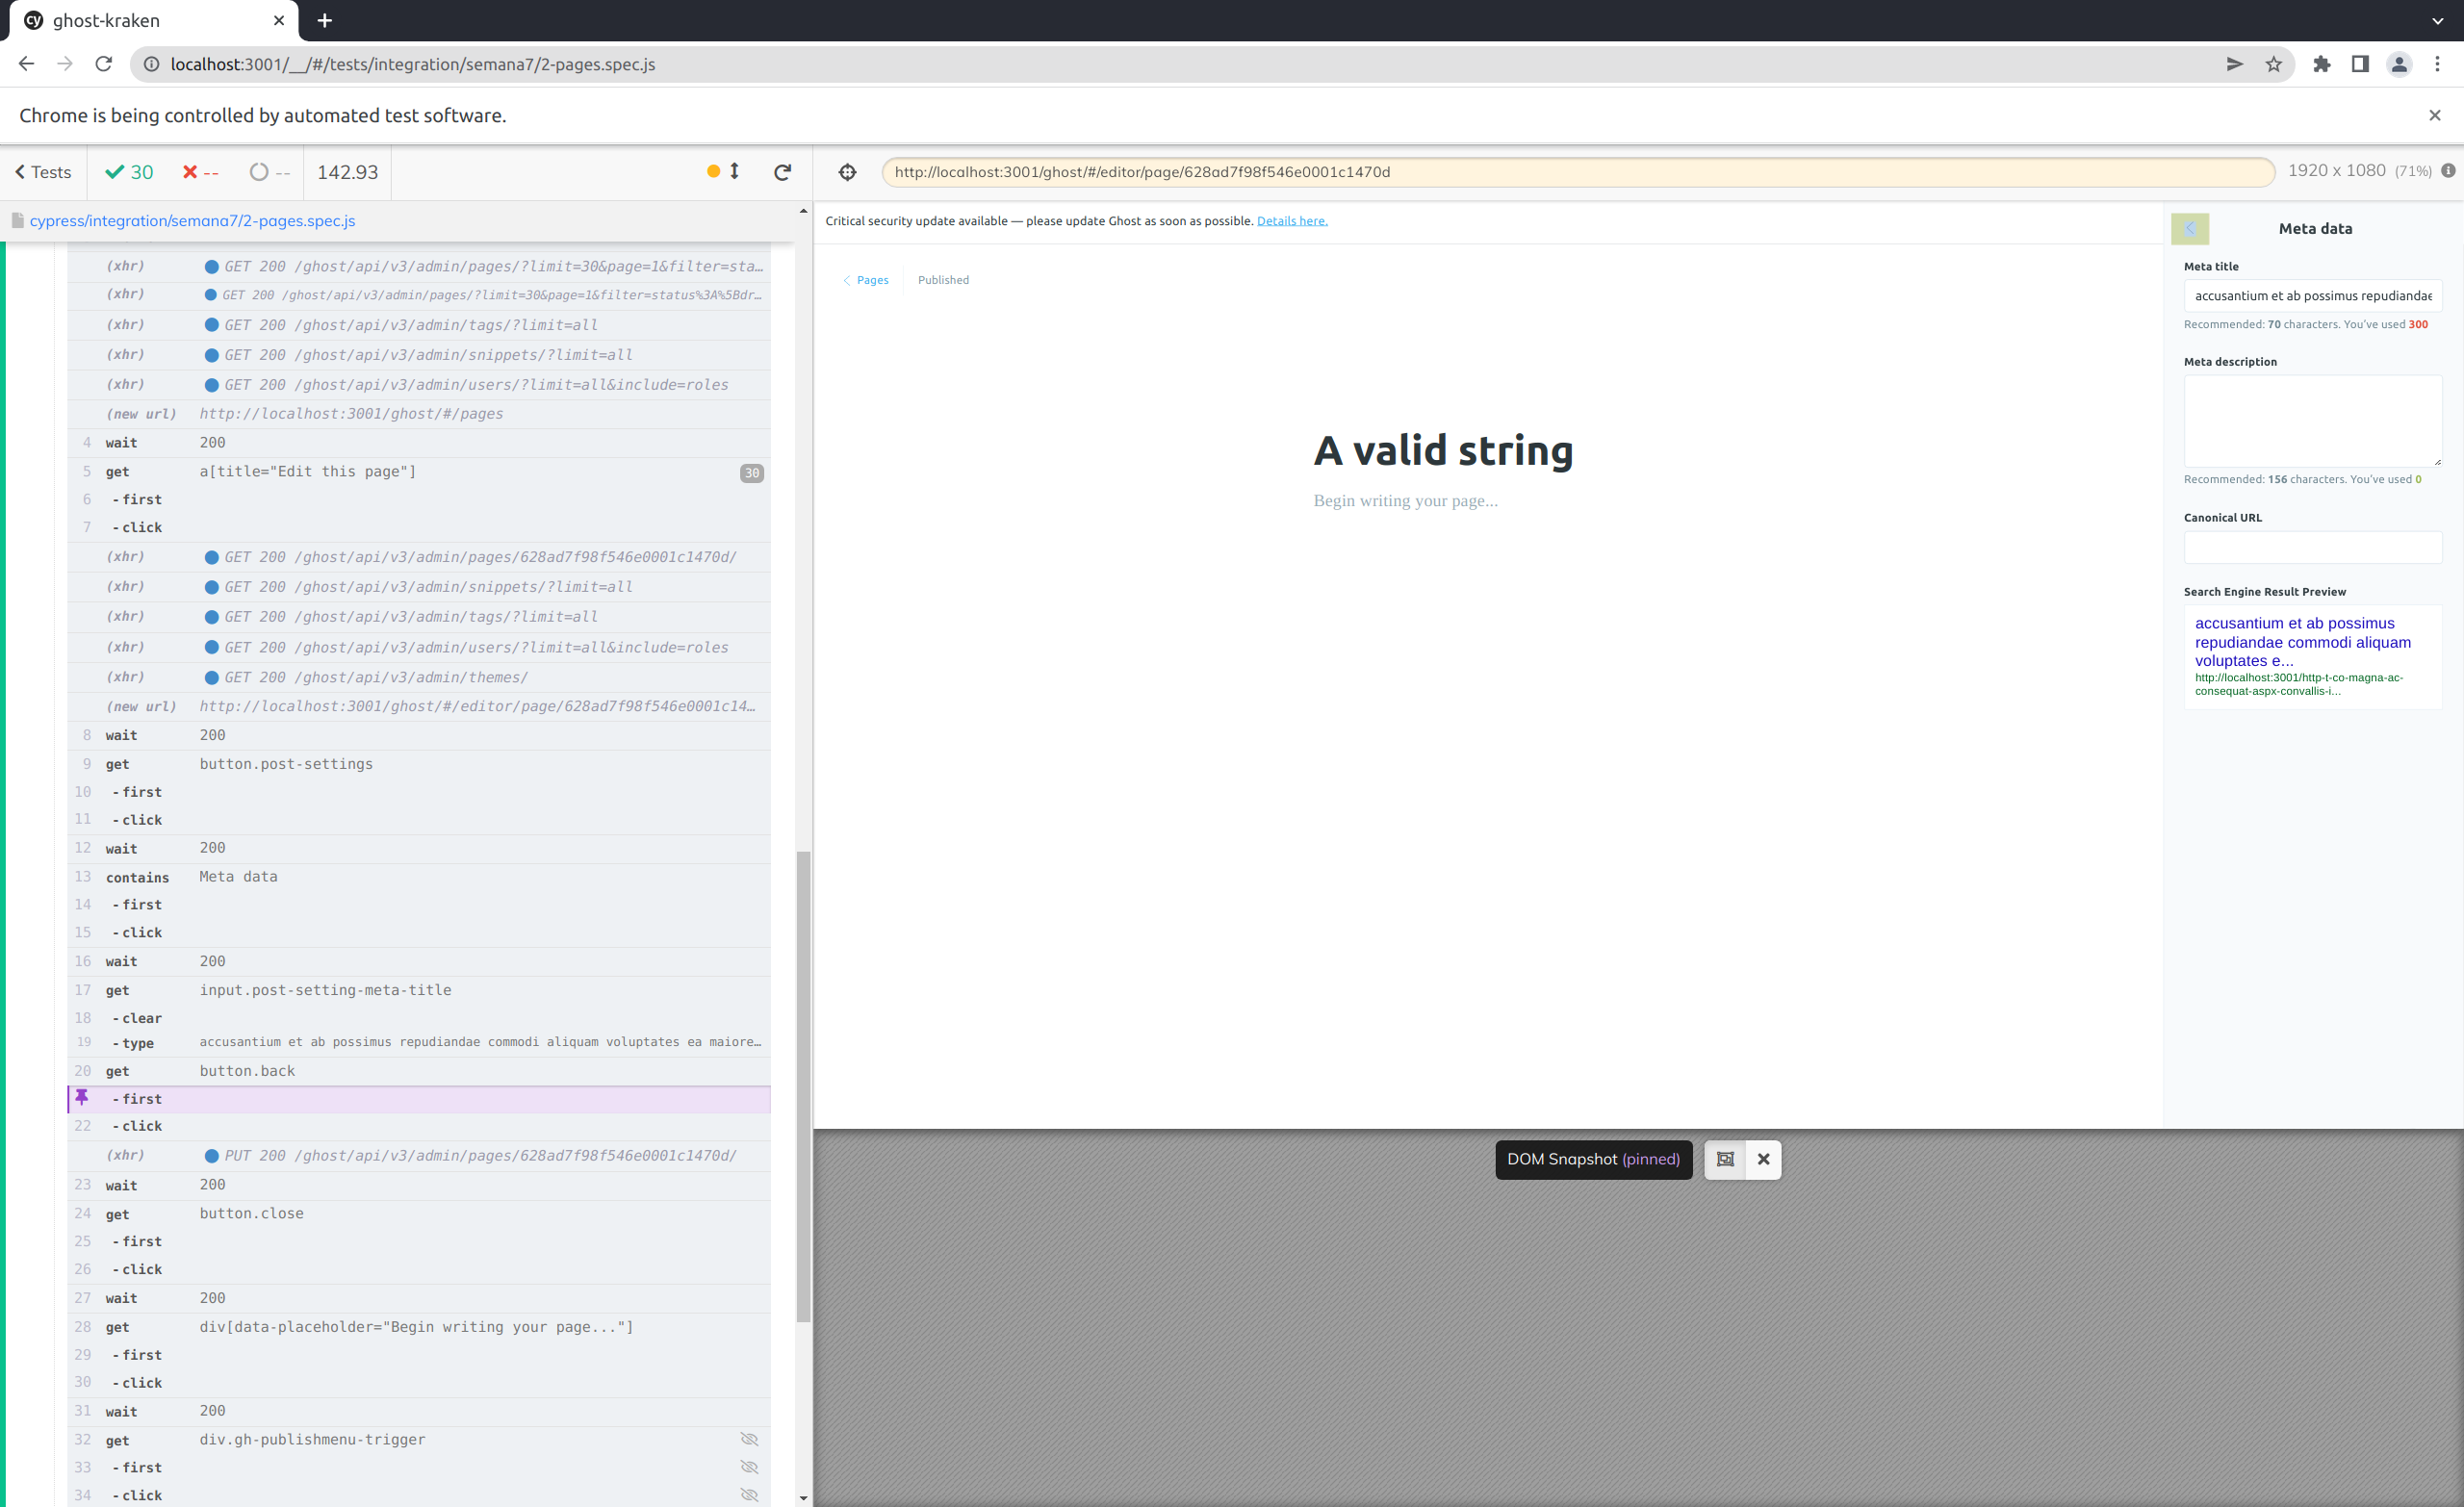 ghost-kraken
localhost:3001/__/#/tests/integration/semana7/2-pages.spec.js
Chrome is being controlled by automated test software.
Tests 30 -- -- 142.93
http://localhost:3001/ghost/#/editor/page/628ad7f98f546e0001c1470d 1920 x 1080 (71%)
cypress/integration/semana7/2-pages.spec.js
(xhr) GET 200 /ghost/api/v3/admin/pages/?limit=30&page=1&filter=sta…
(xhr) GET 200 /ghost/api/v3/admin/pages/?limit=30&page=1&filter=status%3A%5Bdr…
(xhr) GET 200 /ghost/api/v3/admin/tags/?limit=all
(xhr) GET 200 /ghost/api/v3/admin/snippets/?limit=all
(xhr) GET 200 /ghost/api/v3/admin/users/?limit=all&include=roles
(new url) http://localhost:3001/ghost/#/pages
4 wait 200
5 get a[title="Edit this page"] 30
6 - first
7 - click
(xhr) GET 200 /ghost/api/v3/admin/pages/628ad7f98f546e0001c1470d/
(xhr) GET 200 /ghost/api/v3/admin/snippets/?limit=all
(xhr) GET 200 /ghost/api/v3/admin/tags/?limit=all
(xhr) GET 200 /ghost/api/v3/admin/users/?limit=all&include=roles
(xhr) GET 200 /ghost/api/v3/admin/themes/
(new url) http://localhost:3001/ghost/#/editor/page/628ad7f98f546e0001c14…
8 wait 200
9 get button.post-settings
10 - first
11 - click
12 wait 200
13 contains Meta data
14 - first
15 - click
16 wait 200
17 get input.post-setting-meta-title
18 - clear
19 - type accusantium et ab possimus repudiandae commodi aliquam voluptates ea maiore…
20 get button.back
- first
22 - click
(xhr) PUT 200 /ghost/api/v3/admin/pages/628ad7f98f546e0001c1470d/
23 wait 200
24 get button.close
25 - first
26 - click
27 wait 200
28 get div[data-placeholder="Begin writing your page..."]
29 - first
30 - click
31 wait 200
32 get div.gh-publishmenu-trigger
33 - first
34 - click
Critical security update available — please update Ghost as soon as possible. Details here.
Pages Published
A valid string
Begin writing your page...
Meta data
Meta title
accusantium et ab possimus repudiandae
Recommended: 70 characters. You've used 300
Meta description
Recommended: 156 characters. You've used 0
Canonical URL
Search Engine Result Preview
accusantium et ab possimus
repudiandae commodi aliquam
voluptates e...
http://localhost:3001/http-t-co-magna-ac-
consequat-aspx-convallis-i...
DOM Snapshot (pinned)